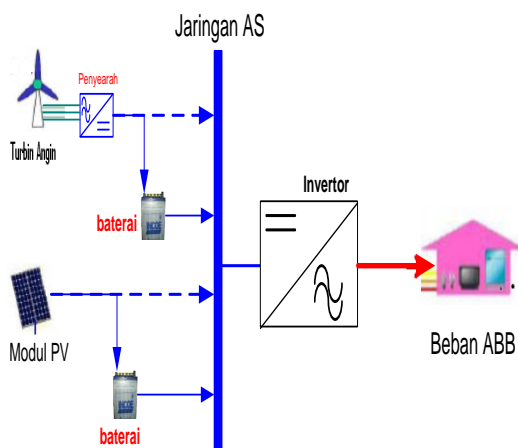 Jaringan AS
Penyearah
Turbin Angin
baterai
Invertor
Modul PV
Beban ABB
baterai